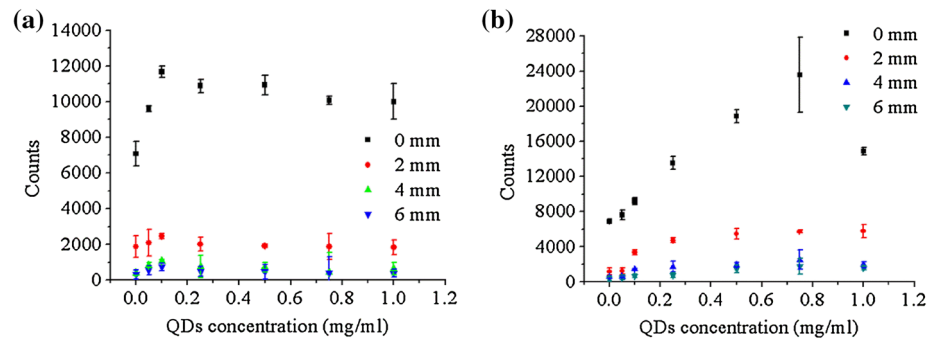 (a)
14000
12000
10000
8000
6000
4000
2000
0
Counts
0 mm
2 mm
4 mm
6 mm
0.0 0.2 0.4 0.6 0.8 1.0 1.2
QDs concentration (mg/ml)
(b)
28000
24000
20000
16000
12000
8000
4000
0
Counts
0 mm
2 mm
4 mm
6 mm
0.0 0.2 0.4 0.6 0.8 1.0 1.2
QDs concentration (mg/ml)